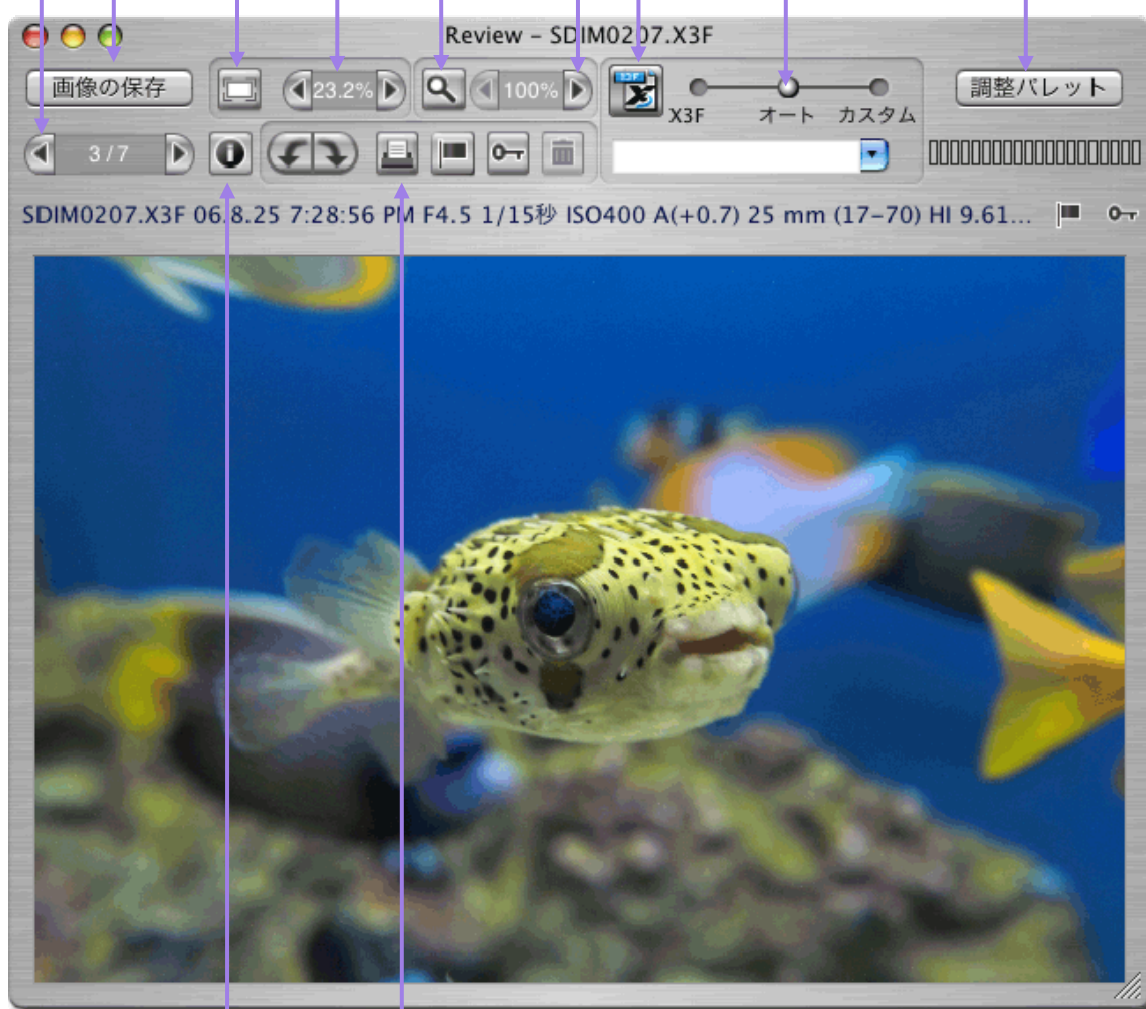 Review – SDIM0207.X3F
画像の保存
23.2%
100%
X3F
X3F
オート
カスタム
調整パレット
3/7
SDIM0207.X3F 06.8.25 7:28:56 PM F4.5 1/15秒 ISO400 A(+0.7) 25 mm (17–70) HI 9.61...